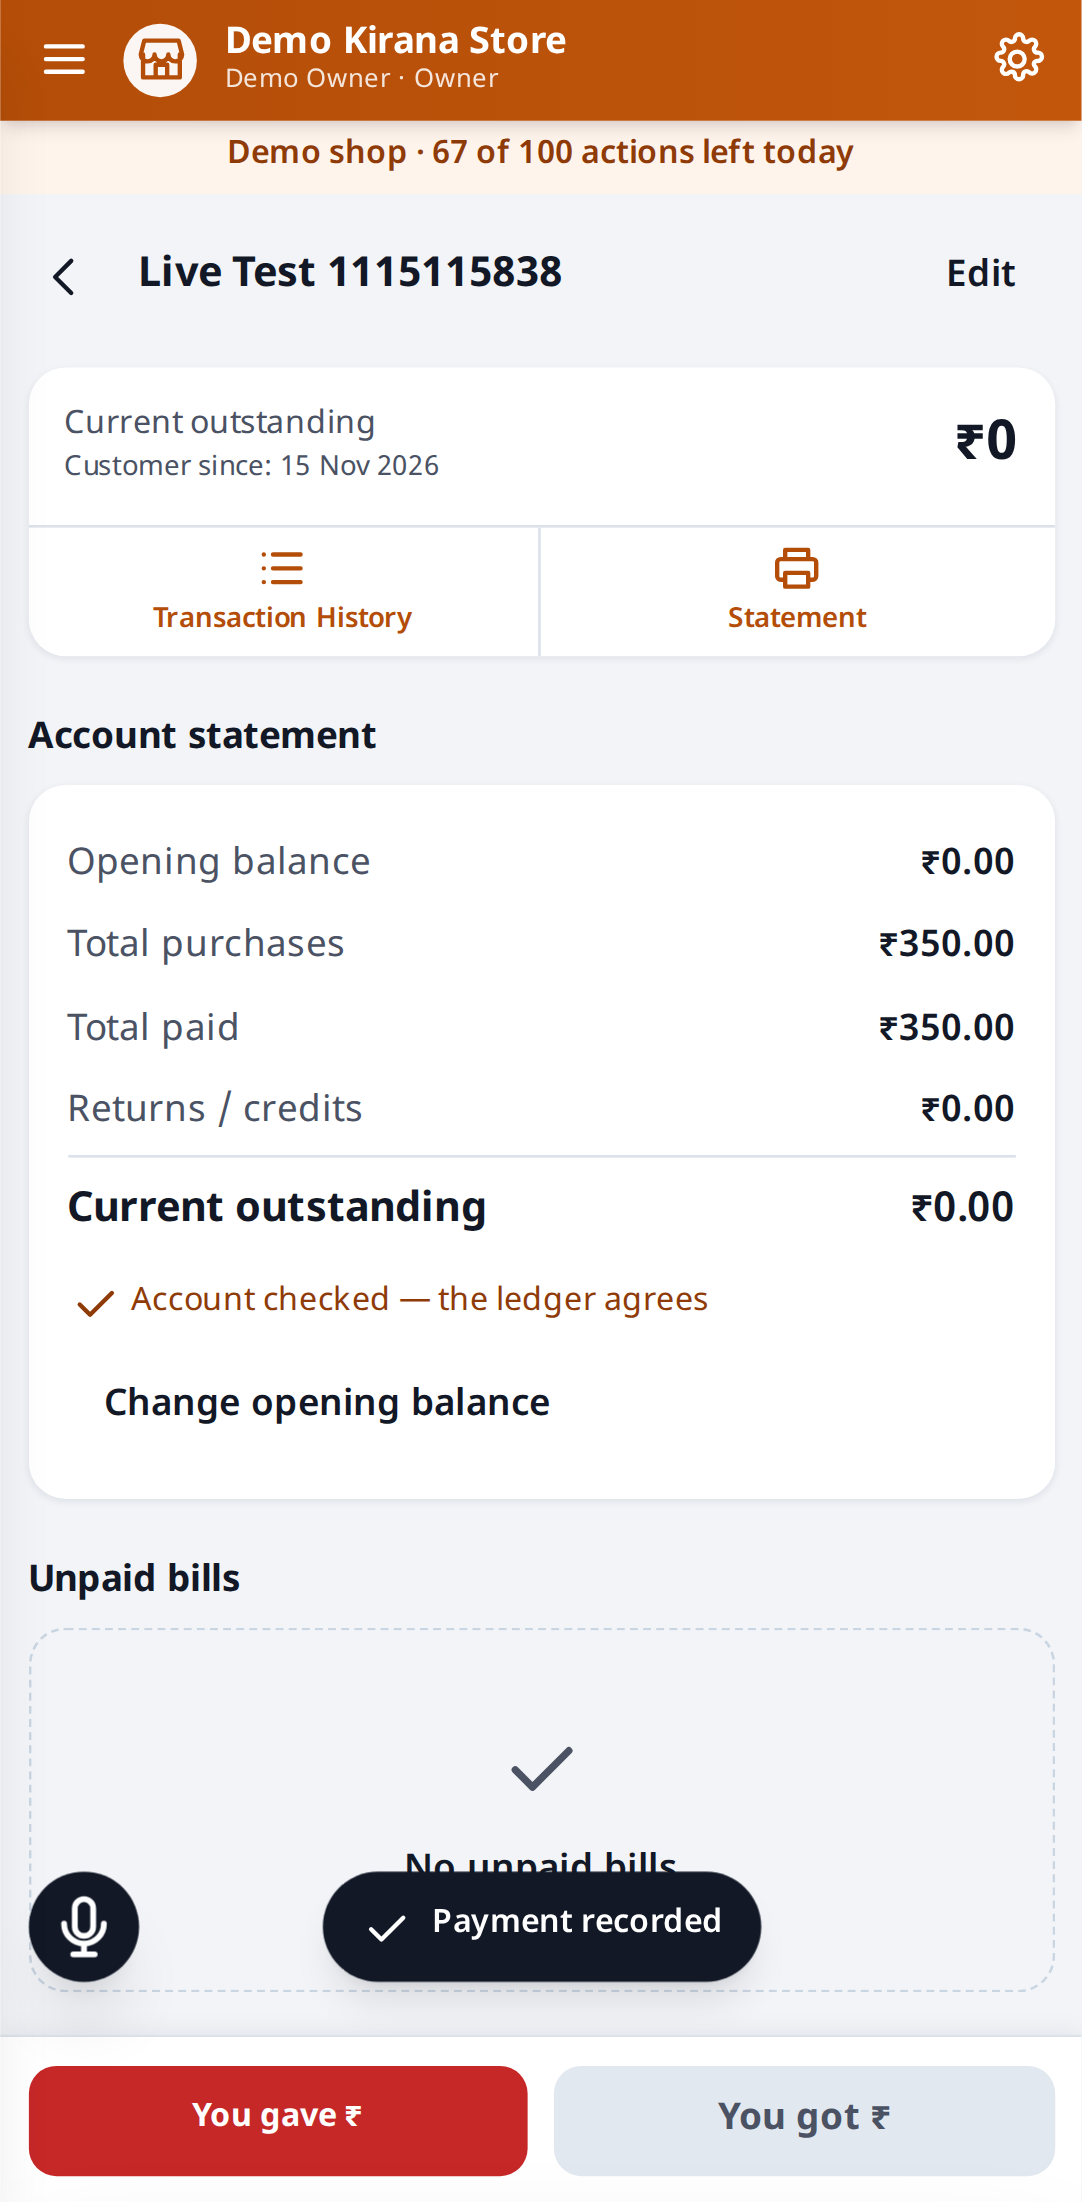 Demo Kirana Store
Demo Owner · Owner
Demo shop · 67 of 100 actions left today
Live Test 1115115838
Edit
Current outstanding
Customer since: 15 Nov 2026
₹0
Transaction History
Statement
Account statement
Opening balance ₹0.00
Total purchases ₹350.00
Total paid ₹350.00
Returns / credits ₹0.00
Current outstanding ₹0.00
Account checked — the ledger agrees
Change opening balance
Unpaid bills
No unpaid bills
Payment recorded
You gave ₹
You got ₹